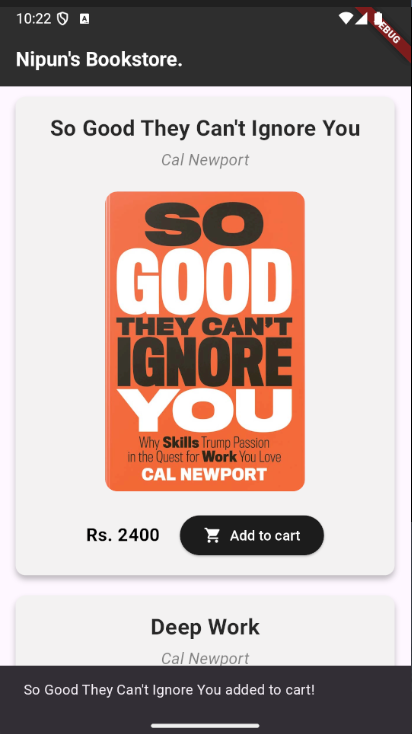 10:22
A
DEBUG
Nipun's Bookstore.
So Good They Can't Ignore You
Cal Newport
SO
GOOD
THEY CAN'T
IGNORE
YOU
Why Skills Trump Passion
in the Quest for Work You Love
CAL NEWPORT
Rs. 2400
Add to cart
Deep Work
Cal Newport
So Good They Can't Ignore You added to cart!